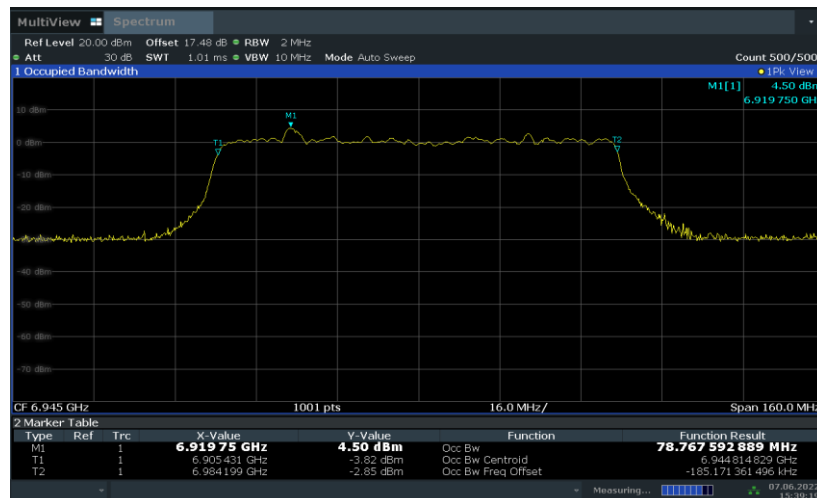 MultiView Spectrum
Ref Level 20.00 dBm Offset 17.48 dB RBW 2 MHz
Att 30 dB SWT 1.01 ms VBW 10 MHz Mode Auto Sweep Count 500/500
1 Occupied Bandwidth 1Pk View
M1[1] 4.50 dBm
6.919 750 GH
10 dBm
M1
0 dBm
T1
T2
-10 dBm
-20 dBm
-40 dBm
-50 dBm
-60 dBm
-70 dBm
CF 6.945 GHz 1001 pts 16.0 MHz/ Span 160.0 MHz
2 Marker Table
Type Ref Trc X-Value Y-Value Function Function Result
M1 1 6.919 75 GHz 4.50 dBm Occ Bw 78.767 592 889 MHz
T1 1 6.905 431 GHz -3.82 dBm Occ Bw Centroid 6.944 814 829 GHz
T2 1 6.984 199 GHz -2.85 dBm Occ Bw Freq Offset -185.171 361 496 kHz
Measuring... 07.06.2022
15:39:19